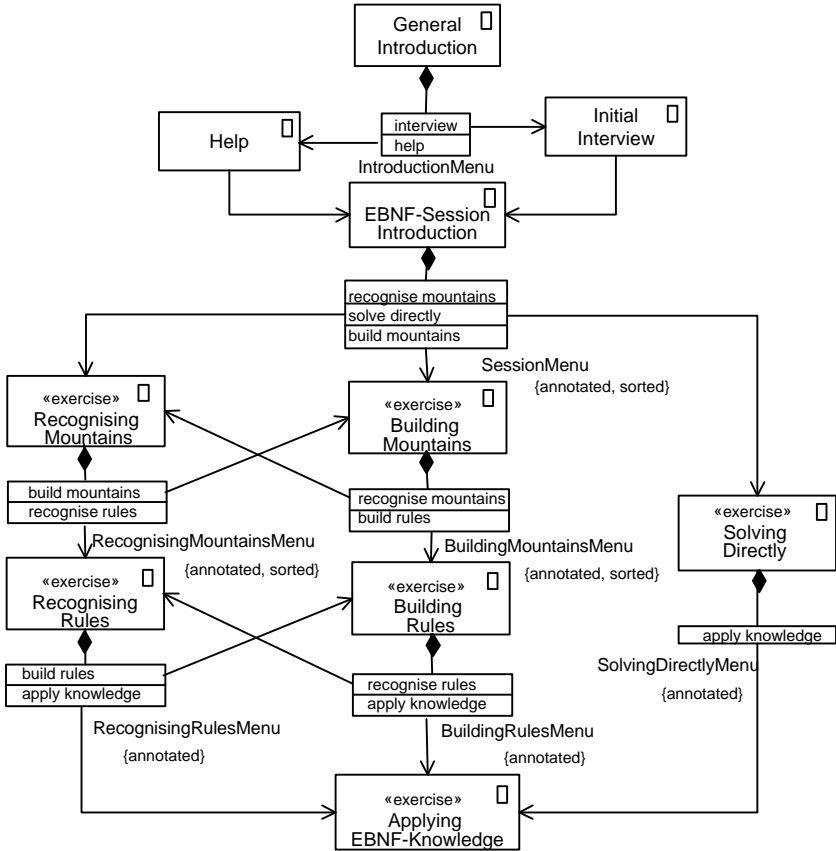 General
Introduction
interview
help
IntroductionMenu
Help
Initial
Interview
EBNF-Session
Introduction
recognise mountains
solve directly
build mountains
SessionMenu
{annotated, sorted}
«exercise»
Recognising
Mountains
«exercise»
Building
Mountains
build mountains
recognise rules
RecognisingMountainsMenu
{annotated, sorted}
recognise mountains
build rules
BuildingMountainsMenu
{annotated, sorted}
«exercise»
Solving
Directly
«exercise»
Recognising
Rules
«exercise»
Building
Rules
apply knowledge
SolvingDirectlyMenu
{annotated}
build rules
apply knowledge
RecognisingRulesMenu
{annotated}
recognise rules
apply knowledge
BuildingRulesMenu
{annotated}
«exercise»
Applying
EBNF-Knowledge